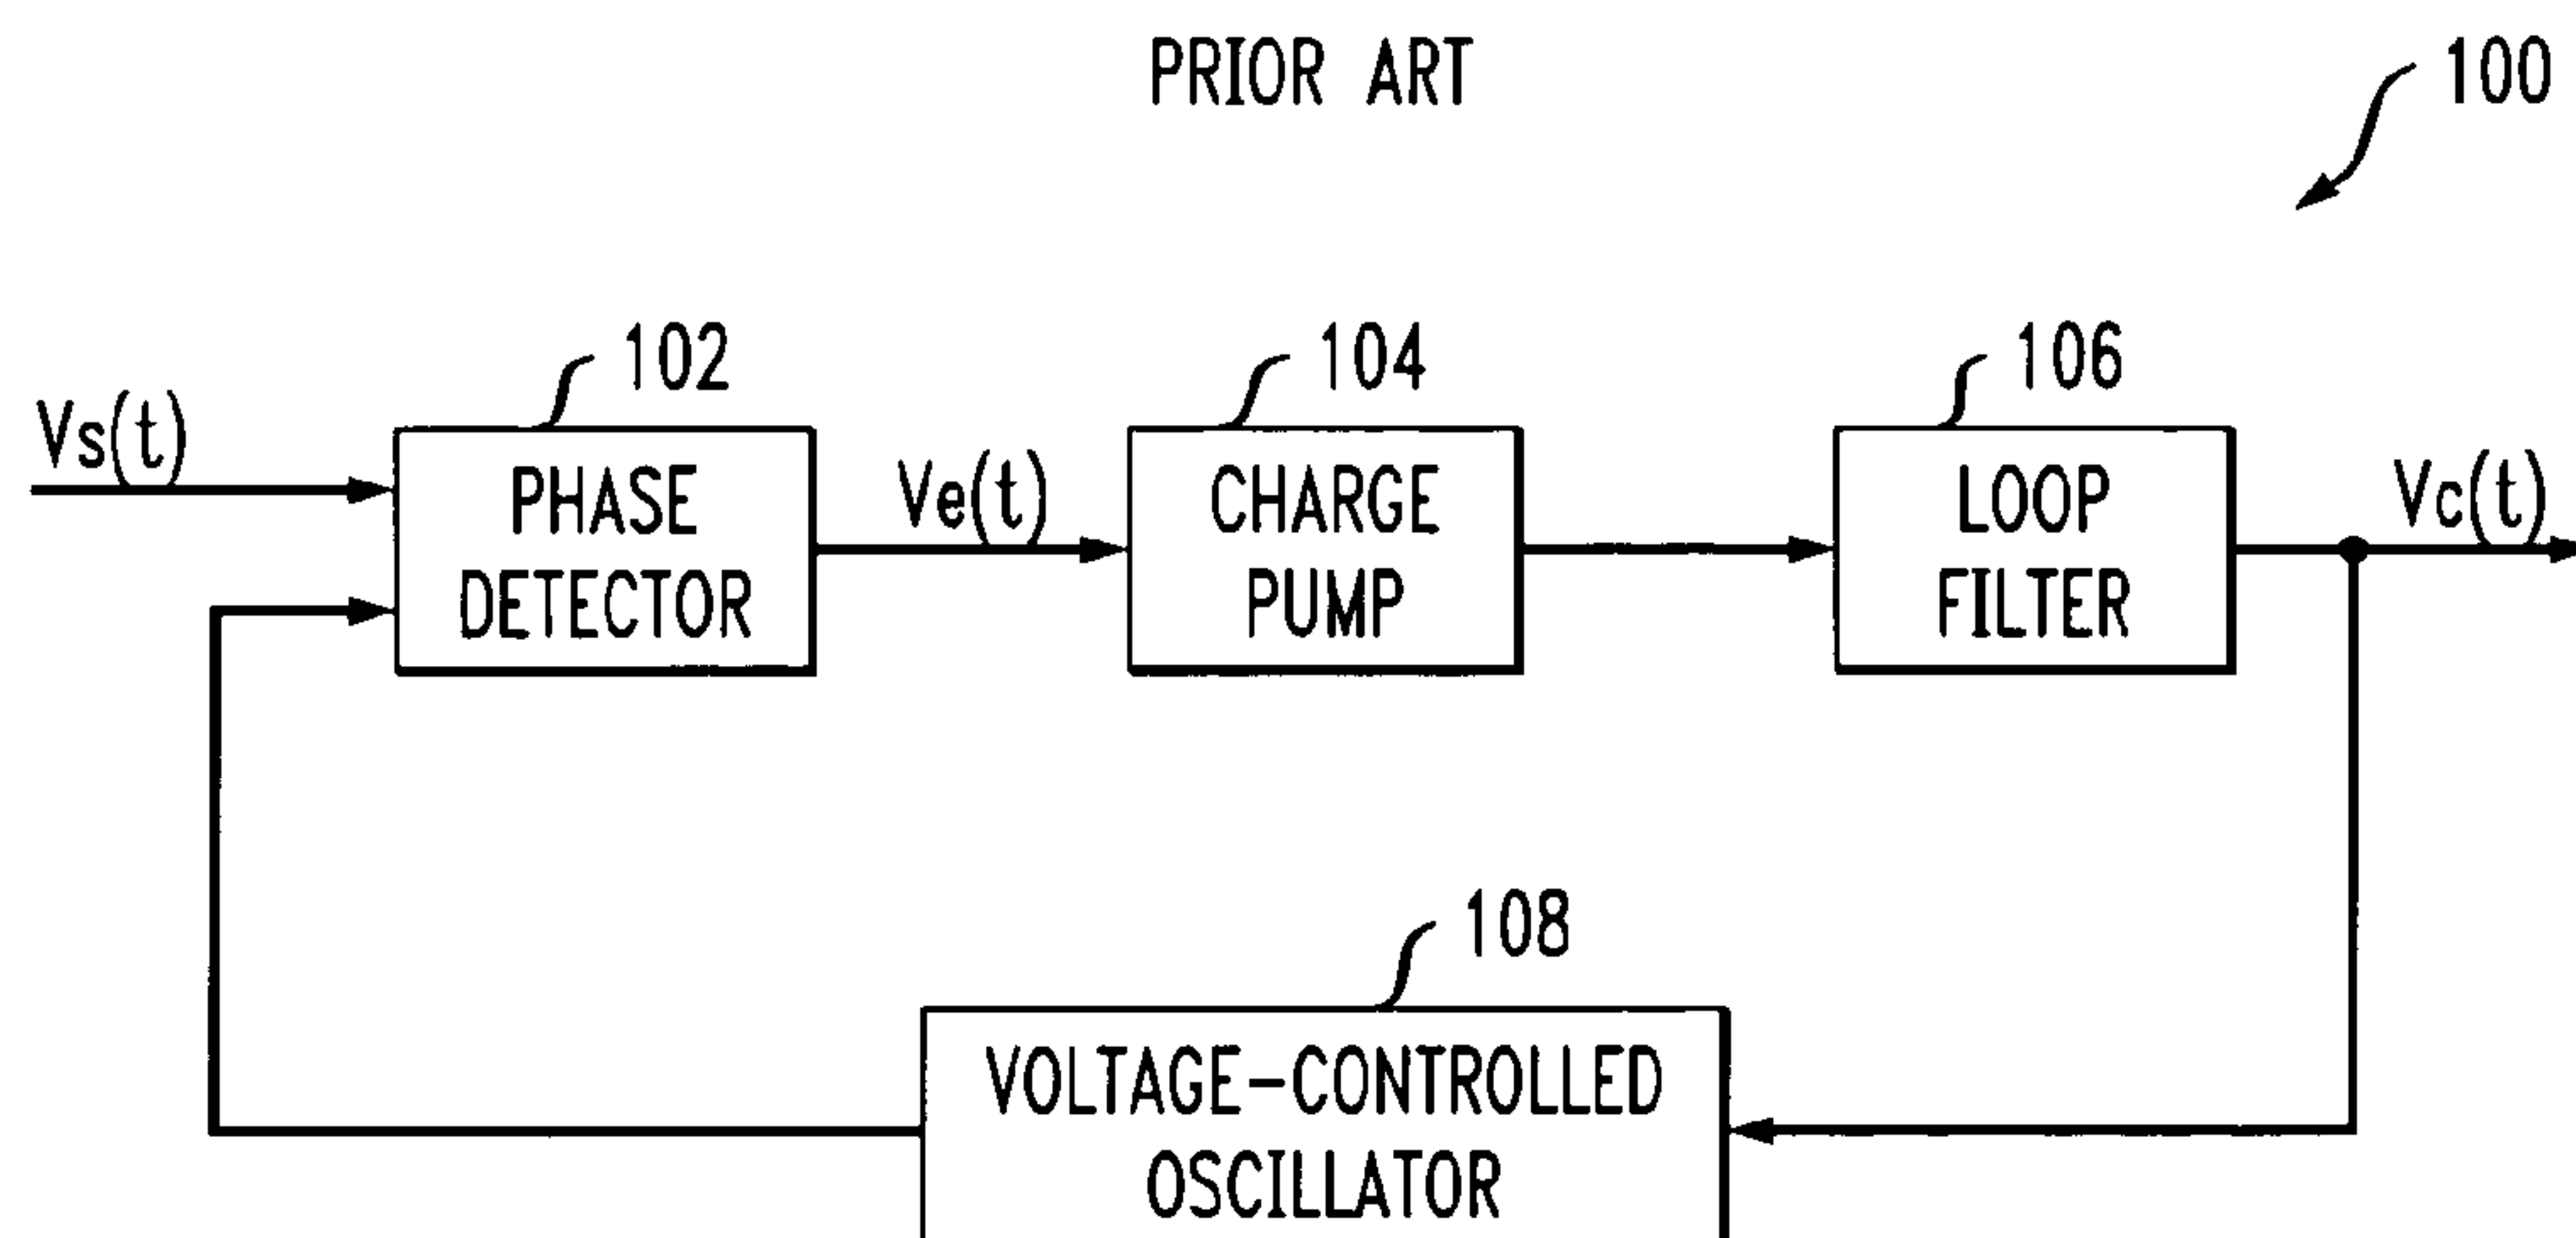 PRIOR ART
100
102
104
106
Vs(t)
PHASE
DETECTOR
Ve(t)
CHARGE
PUMP
LOOP
FILTER
Vc(t)
108
VOLTAGE-CONTROLLED
OSCILLATOR